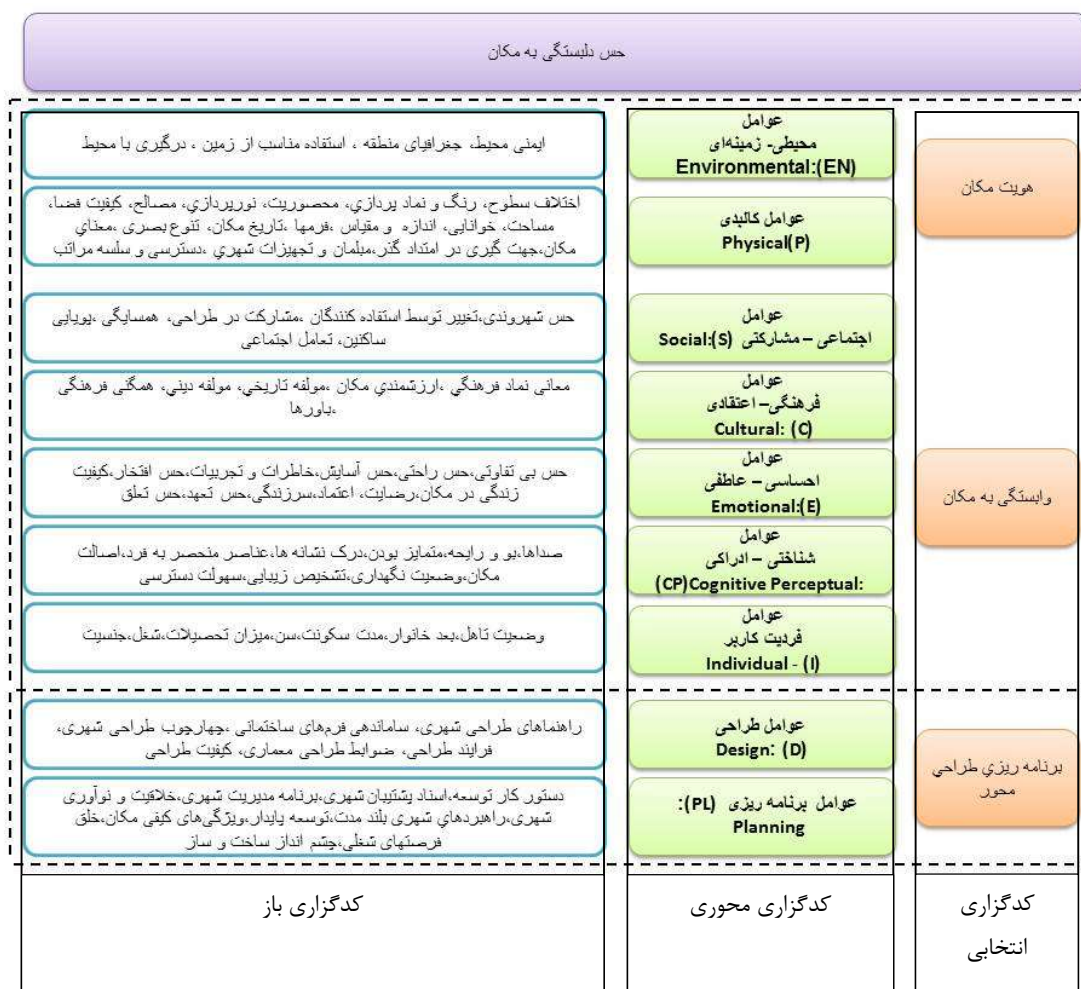 حس دلبستگی به مکان
هویت مکان
عوامل
محیطی- زمینه‌ای
Environmental:(EN)
ایمنی محیط، جغرافیای منطقه ، استفاده مناسب از زمین ، درگیری با محیط
عوامل کالبدی
Physical(P)
اختلاف سطوح، رنگ و نماد پردازي، محصوریت، نورپردازي، مصالح، کیفیت فضا،
مساحت، خوانایی، اندازه و مقیاس ،فرمها ،تاریخ مکان، تنوع بصری ،معناي
مکان،جهت گیری در امتداد گذر،مبلمان و تجهیزات شهري ،دسترسی و سلسه مراتب
وابستگی به مکان
عوامل
اجتماعی – مشارکتی Social:(S)
حس شهروندی،تغییر توسط استفاده کنندگان ،مشارکت در طراحی، همسایگی ،پویایی
ساکنین، تعامل اجتماعی
عوامل
فرهنگی– اعتقادی
Cultural: (C)
معانی نماد فرهنگي ،ارزشمندي مکان ،مولفه تاریخي، مولفه دیني، همگنی فرهنگی
،باورها
عوامل
احساسی – عاطفی
Emotional:(E)
حس بی تفاوتی،حس راحتی،حس آسایش،خاطرات و تجربیات،حس افتخار،کیفیت
زندگی در مکان،رضایت، اعتماد،سرزندگی،حس تعهد،حس تعلق
عوامل
شناختی – ادراکی
(CP)Cognitive Perceptual:
صداها،بو و رایحه،متمایز بودن،درک نشانه ها،عناصر منحصر به فرد،اصالت
مکان،وضعیت نگهداری،تشخیص زیبایی،سهولت دسترسی
عوامل
فردیت کاربر
Individual - (I)
وضعیت تاهل،بعد خانوار،مدت سکونت،سن،میزان تحصیلات،شغل،جنسیت
برنامه ریزي طراحي
محور
عوامل طراحی
Design: (D)
راهنماهای طراحی شهری، ساماندهی فرم‌های ساختمانی ،چهارچوب طراحی شهری،
فرایند طراحی، ضوابط طراحی معماری، کیفیت طراحی
عوامل برنامه ریزی (PL):
Planning
دستور کار توسعه،اسناد پشتیبان شهری،برنامه مدیریت شهری،خلاقیت و نوآوری
شهری،راهبردهاي شهری بلند مدت،توسعه پایدار،ویژگی‌های کیفی مکان،خلق
فرصتهای شغلی،چشم انداز ساخت و ساز
کدگزاری
انتخابی
کدگزاری محوری
کدگزاری باز